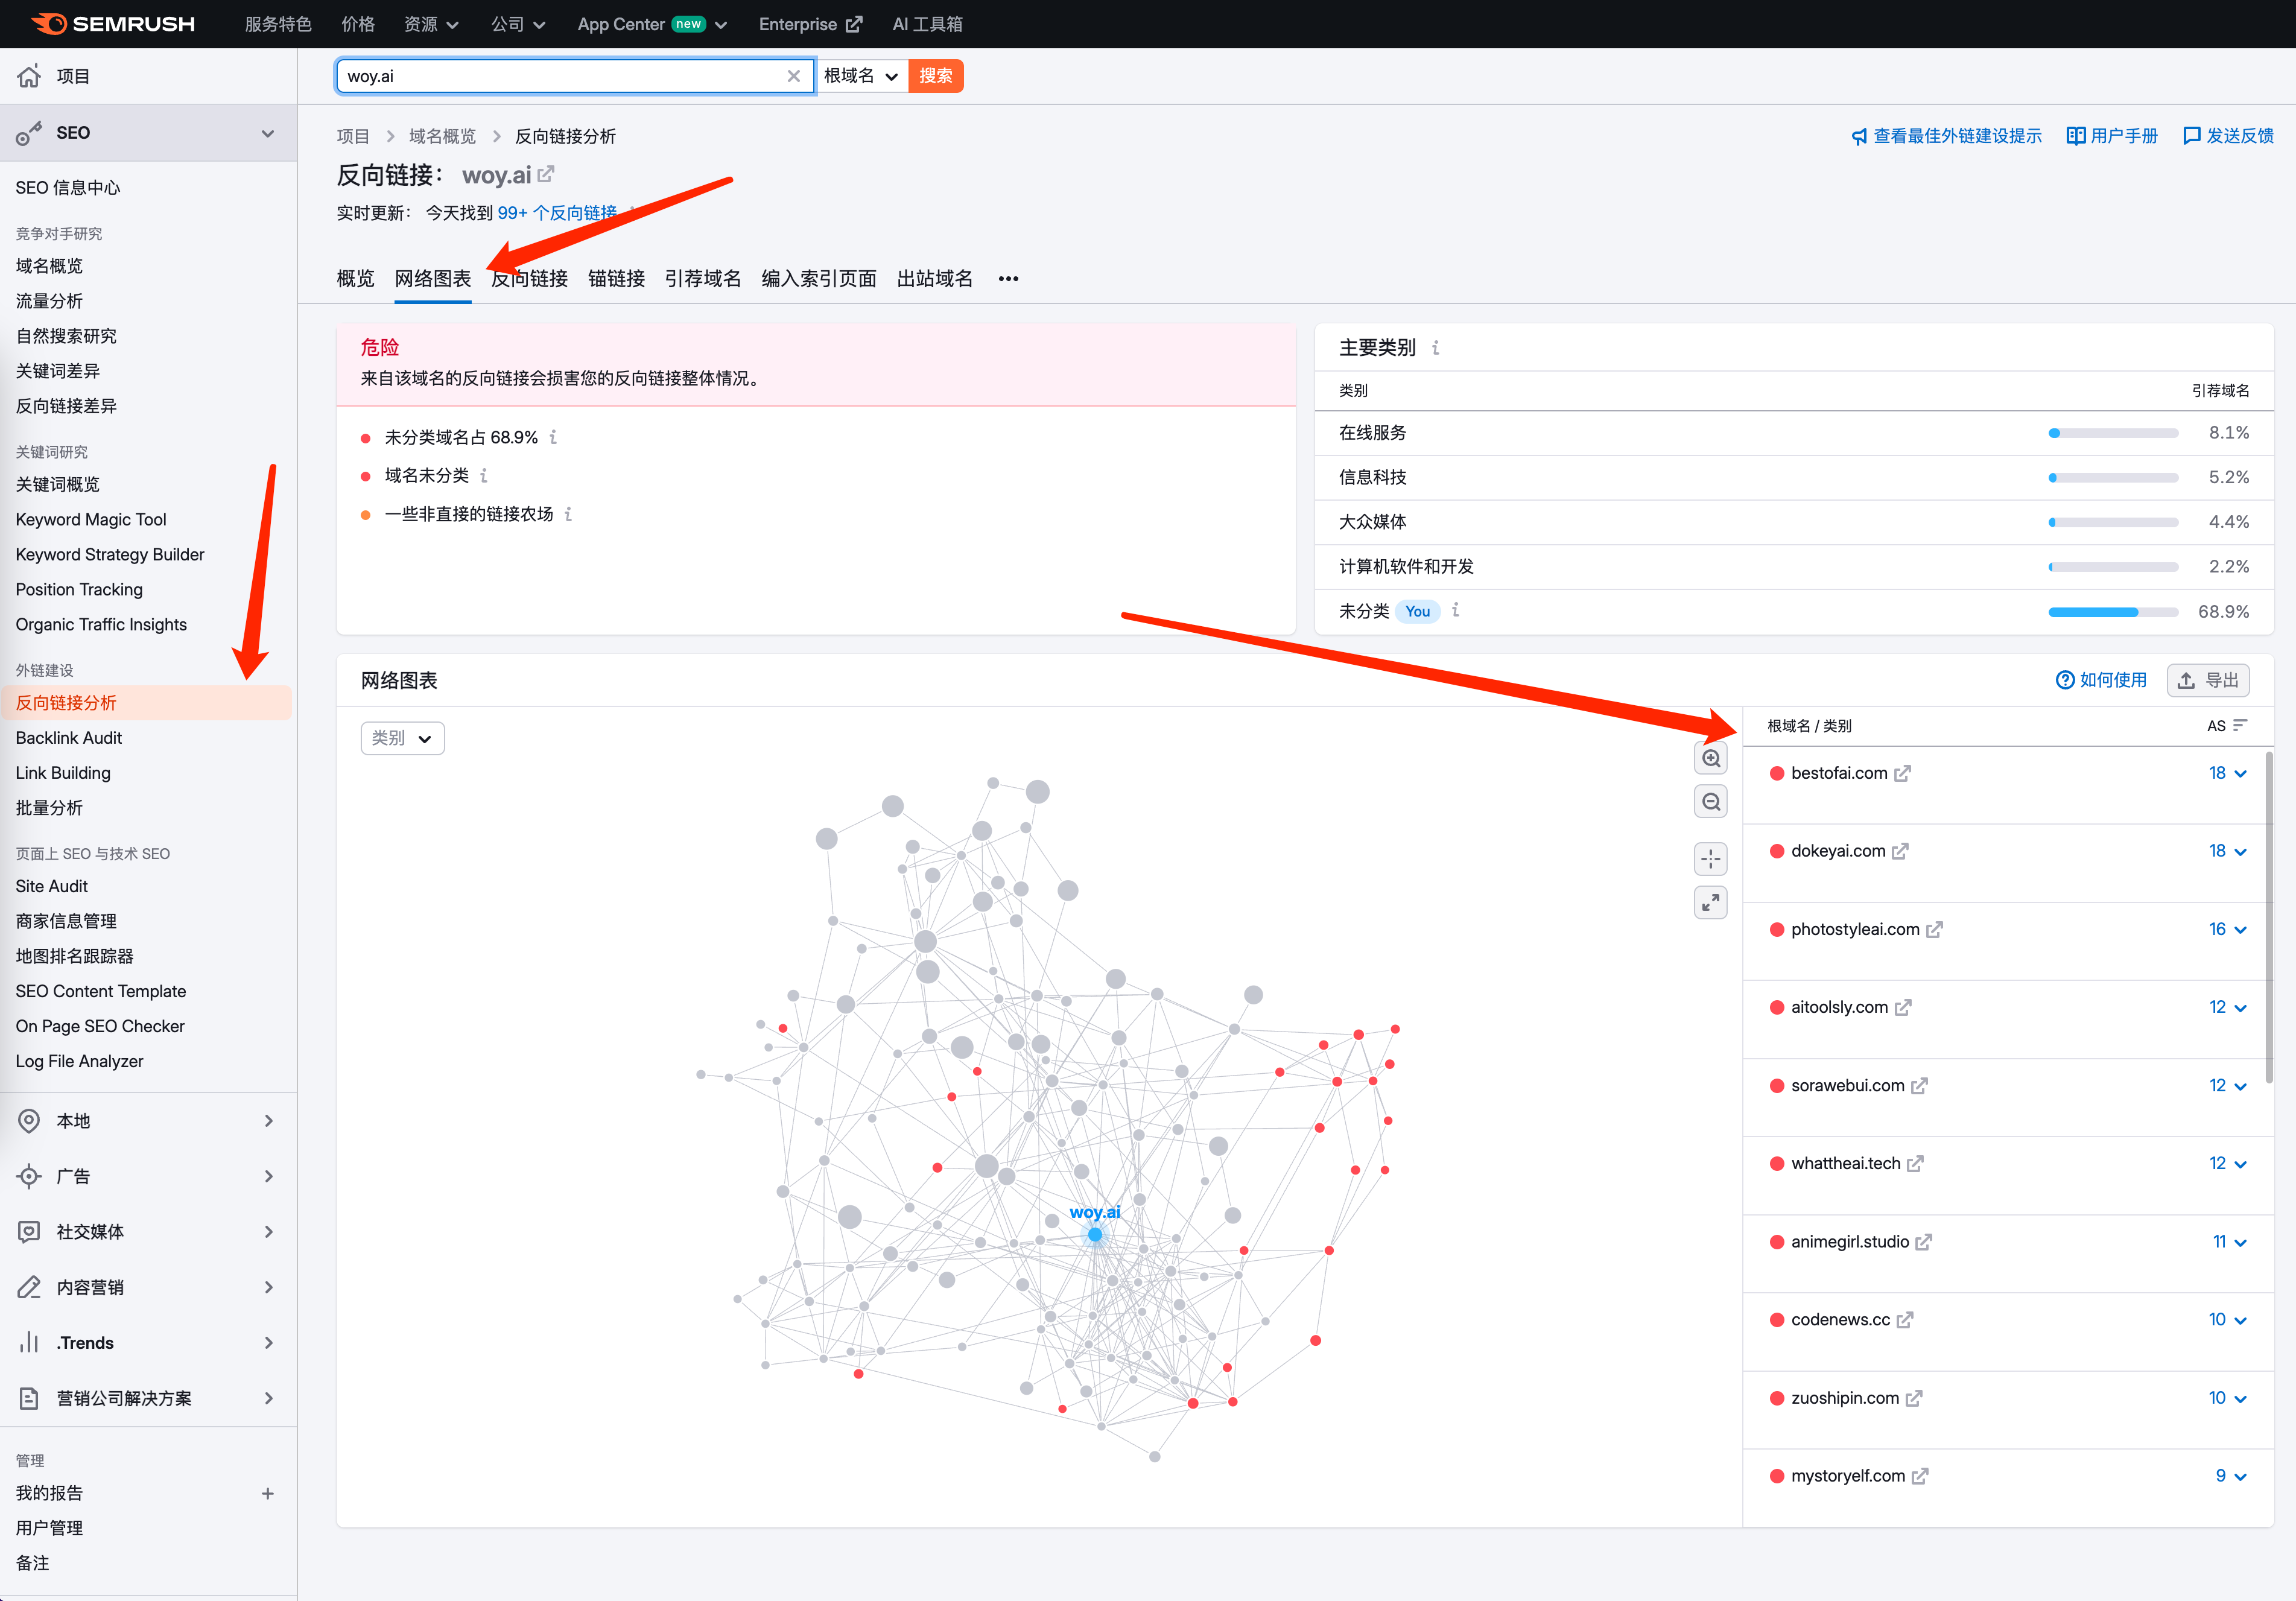 SEMRUSH
服务特色 价格 资源 公司 App Center new Enterprise AI 工具箱
项目
SEO
SEO 信息中心
竞争对手研究
域名概览
流量分析
自然搜索研究
关键词差异
反向链接差异
关键词研究
关键词概览
Keyword Magic Tool
Keyword Strategy Builder
Position Tracking
Organic Traffic Insights
外链建设
反向链接分析
Backlink Audit
Link Building
批量分析
页面上 SEO 与技术 SEO
Site Audit
商家信息管理
地图排名跟踪器
SEO Content Template
On Page SEO Checker
Log File Analyzer
本地
广告
社交媒体
内容营销
.Trends
营销公司解决方案
管理
我的报告
用户管理
备注
woy.ai 根域名 搜索
项目 域名概览 反向链接分析
查看最佳外链建设提示 用户手册 发送反馈
反向链接： woy.ai
实时更新： 今天找到 99+ 个反向链接
概览 网络图表 反向链接 锚链接 引荐域名 编入索引页面 出站域名
危险
来自该域名的反向链接会损害您的反向链接整体情况。
未分类域名占 68.9%
域名未分类
一些非直接的链接农场
主要类别
类别 引荐域名
在线服务 8.1%
信息科技 5.2%
大众媒体 4.4%
计算机软件和开发 2.2%
未分类 You 68.9%
网络图表
如何使用 导出
类别
woy.ai
根域名 / 类别 AS
bestofai.com 18
dokeyai.com 18
photostyleai.com 16
aitoolsly.com 12
sorawebui.com 12
whattheai.tech 12
animegirl.studio 11
codenews.cc 10
zuoshipin.com 10
mystoryelf.com 9